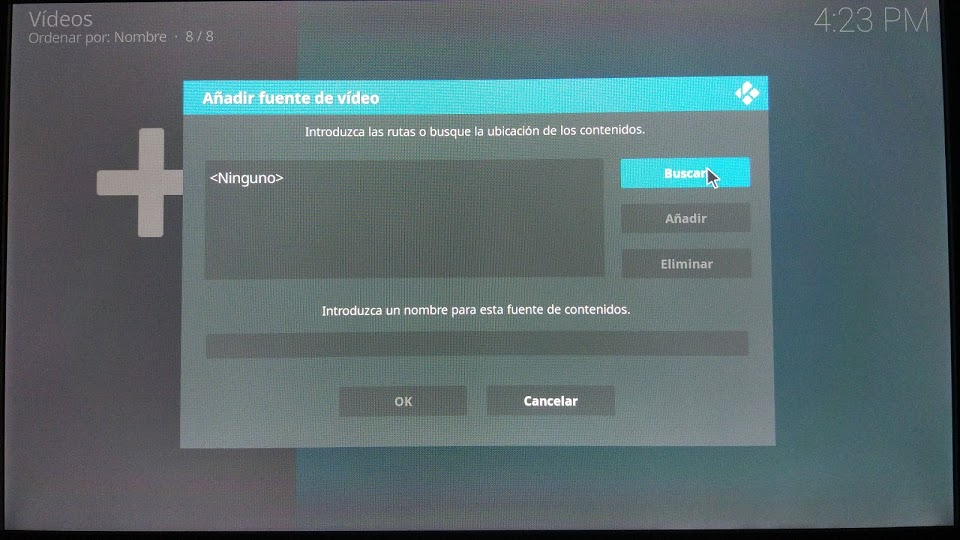 Vídeos
Ordenar por: Nombre · 8 / 8
4:23 PM
Añadir fuente de vídeo
Introduzca las rutas o busque la ubicación de los contenidos.
<Ninguno>
Buscar
Añadir
Eliminar
Introduzca un nombre para esta fuente de contenidos.
OK
Cancelar